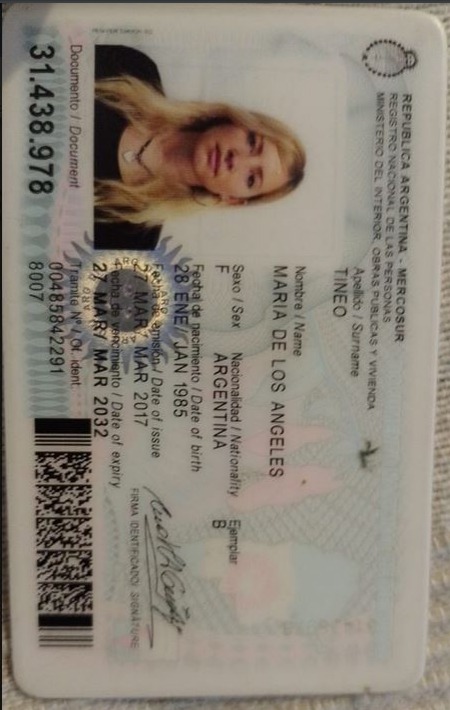 REPUBLICA ARGENTINA - MERCOSUR
REGISTRO NACIONAL DE LAS PERSONAS
MINISTERIO DEL INTERIOR, OBRAS PUBLICAS Y VIVIENDA
Apellido / Surname
TINEO
Nombre / Name
MARIA DE LOS ANGELES
Sexo / Sex Nacionalidad / Nationality Ejemplar
F ARGENTINA B
Fecha de nacimiento / Date of birth
28 ENE/ JAN 1985
Fecha de emisión / Date of issue
27 MAR/ MAR 2017
Fecha de vencimiento / Date of expiry
27 MAR/ MAR 2032
FIRMA IDENTIFICADO/ SIGNATURE
Documento / Document
31.438.978
Trámite Nº / Of. ident.
00485842291
8007